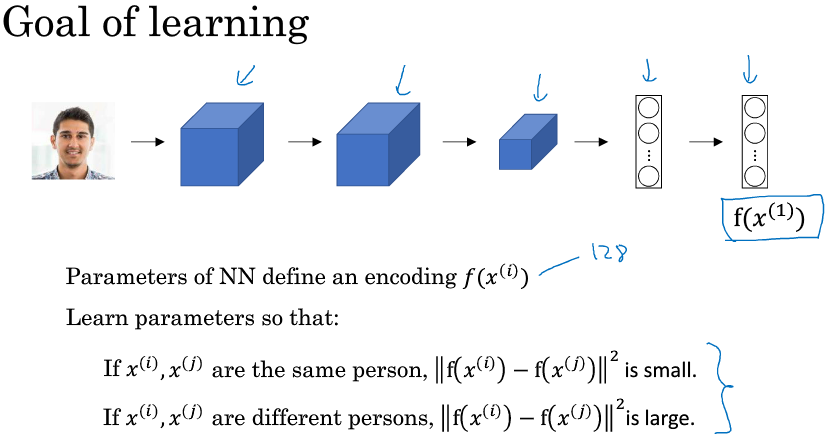 Goal of learning
f(x⁽¹⁾)
128
Parameters of NN define an encoding f(x⁽ⁱ⁾)
Learn parameters so that:
If x⁽ⁱ⁾, x⁽ʲ⁾ are the same person, ‖f(x⁽ⁱ⁾) − f(x⁽ʲ⁾)‖² is small.
If x⁽ⁱ⁾, x⁽ʲ⁾ are different persons, ‖f(x⁽ⁱ⁾) − f(x⁽ʲ⁾)‖² is large.